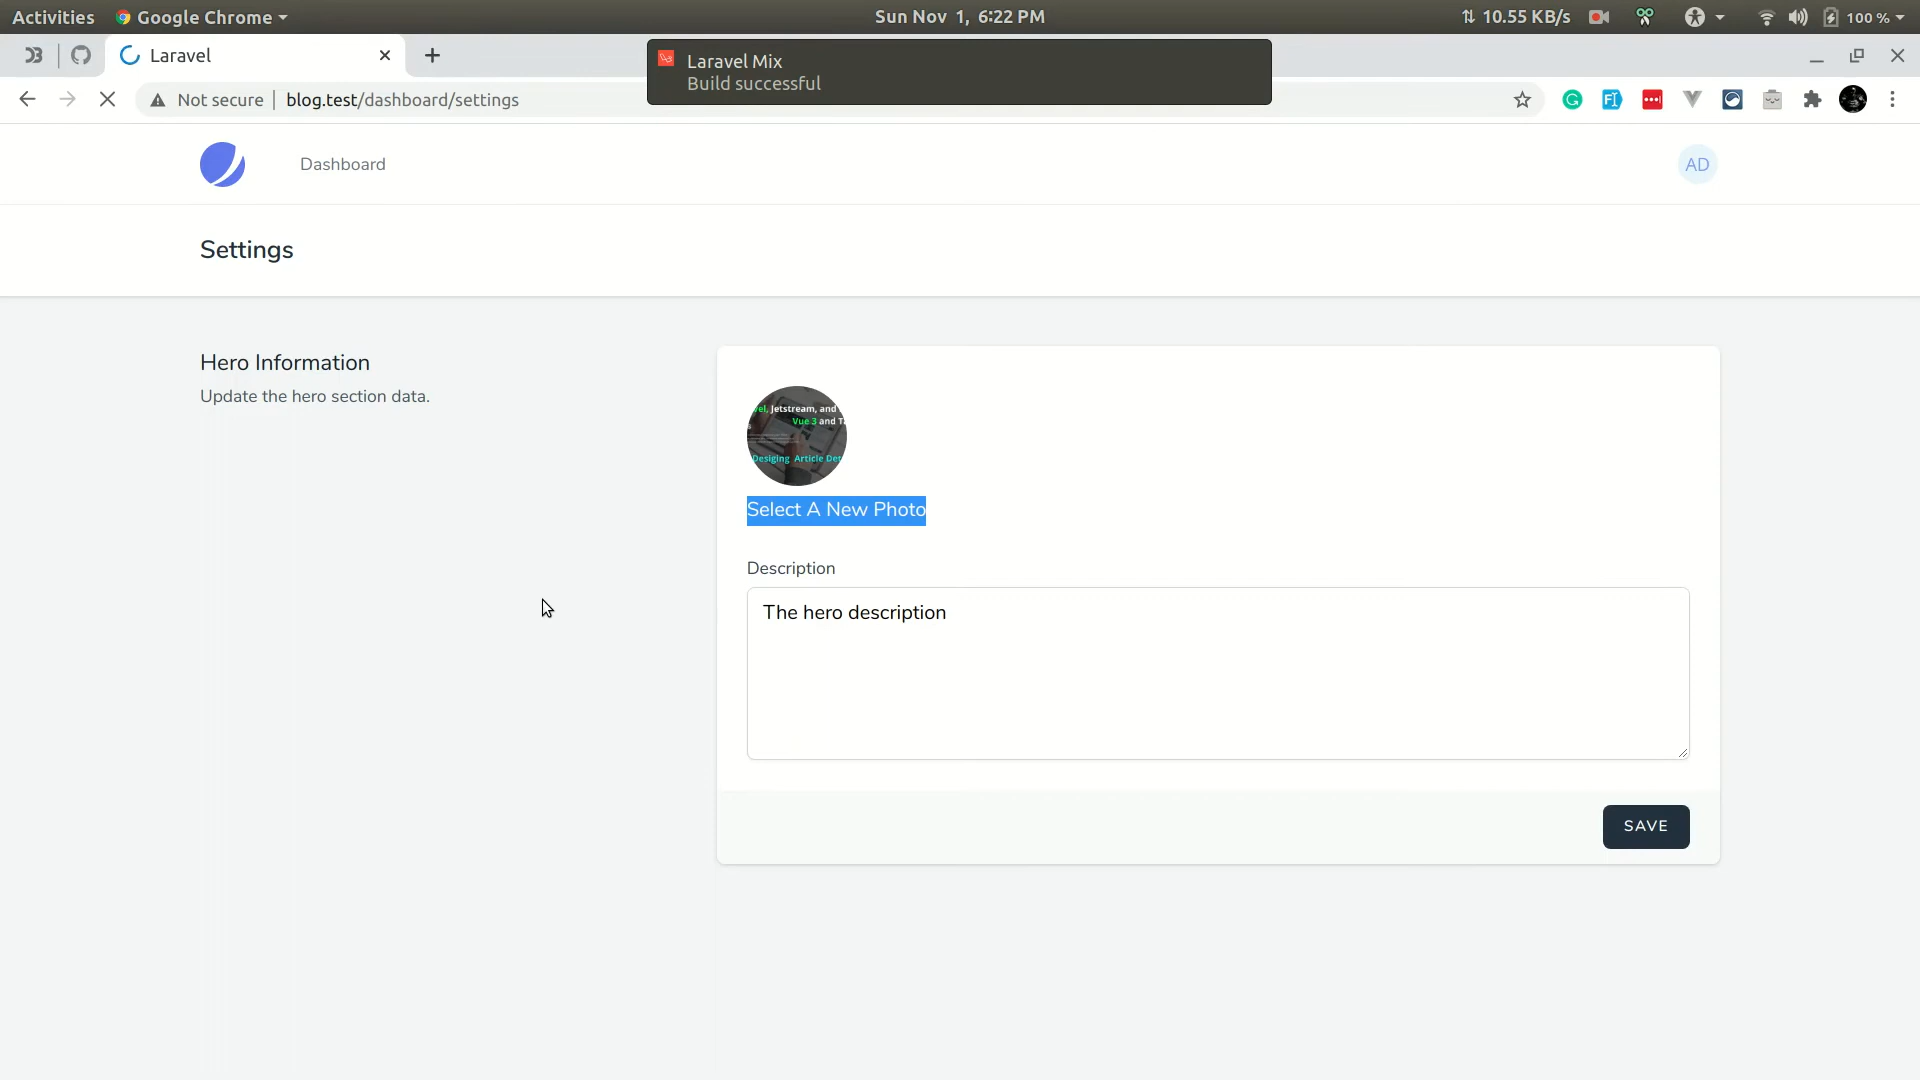 Activities Google Chrome Sun Nov 1, 6:22 PM 10.55 KB/s 100 %
Laravel
Laravel Mix
Build successful
Not secure blog.test/dashboard/settings
Dashboard AD
Settings
Hero Information
Update the hero section data.
Jetstream, and
Vue 3 and
Desiging Article
Select A New Photo
Description
The hero description
SAVE